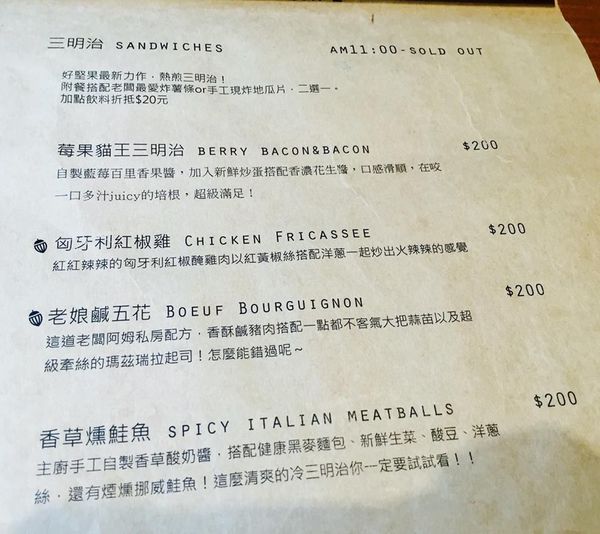 三明治 SANDWICHES AM11:00-SOLD OUT
好堅果最新力作，熱煎三明治！
附餐搭配老闆最愛炸薯條or手工現炸地瓜片，二選一。
加點飲料折抵$20元
莓果貓王三明治 BERRY BACON&BACON $200
自製藍莓百里香果醬，加入新鮮炒蛋搭配香濃花生醬，口感滑順，在咬
一口多汁juicy的培根，超級滿足！
匈牙利紅椒雞 CHICKEN FRICASSEE $200
紅紅辣辣的匈牙利紅椒醃雞肉以紅黃椒絲搭配洋蔥一起炒出火辣辣的感覺
老娘鹹五花 BOEUF BOURGUIGNON $200
這道老闆阿姆私房配方，香酥鹹豬肉搭配一點都不客氣大把蒜苗以及超
級牽絲的瑪茲瑞拉起司！怎麼能錯過呢～
香草燻鮭魚 SPICY ITALIAN MEATBALLS $200
主廚手工自製香草酸奶醬，搭配健康黑麥麵包、新鮮生菜、酸豆、洋蔥
絲，還有煙燻挪威鮭魚！這麼清爽的冷三明治你一定要試試看！！